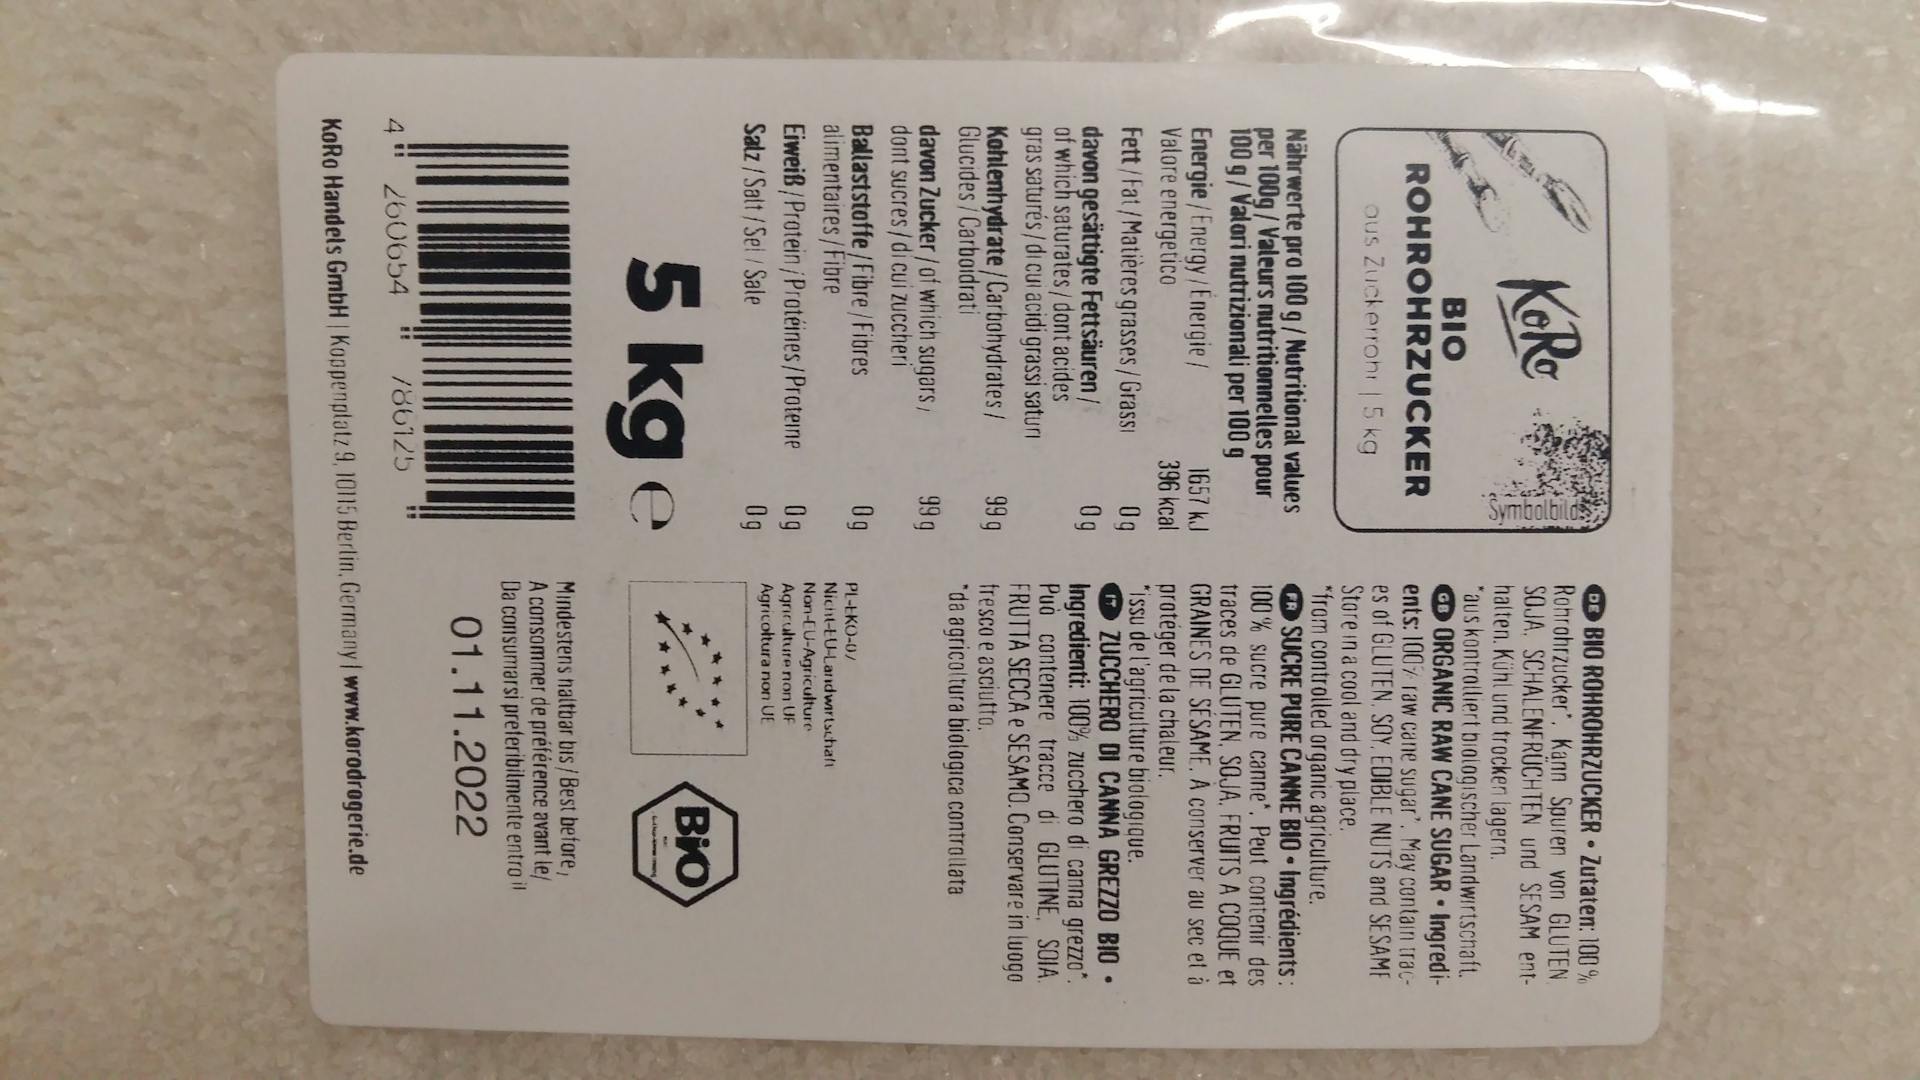 KoRo
Symbolbild
BIO
ROHROHRZUCKER
aus Zuckerrohr | 5 kg
Nährwerte pro 100 g / Nutritional values
per 100g / Valeurs nutritionnelles pour
100 g / Valori nutrizionali per 100 g
Energie / Energy / Énergie / 1657 kJ
Valore energetico 396 kcal
Fett / Fat / Matières grasses / Grassi 0 g
davon gesättigte Fettsäuren / 0 g
of which saturates / dont acides
gras saturés / di cui acidi grassi saturi
Kohlenhydrate / Carbohydrates / 99 g
Glucides / Carboidrati
davon Zucker / of which sugars / 99 g
dont sucres / di cui zuccheri
Ballaststoffe / Fibre / Fibres 0 g
alimentaires / Fibre
Eiweiß / Protein / Protéines / Proteine 0 g
Salz / Salt / Sel / Sale 0 g
5 kg e
4 260654 786125
DE BIO ROHROHRZUCKER • Zutaten: 100 %
Rohrohrzucker*. Kann Spuren von GLUTEN,
SOJA, SCHALENFRÜCHTEN und SESAM ent-
halten. Kühl und trocken lagern.
*aus kontrolliert biologischer Landwirtschaft.
GB ORGANIC RAW CANE SUGAR • Ingredi-
ents: 100% raw cane sugar*. May contain trac-
es of GLUTEN, SOY, EDIBLE NUTS and SESAME
Store in a cool and dry place.
*from controlled organic agriculture.
FR SUCRE PURE CANNE BIO • Ingrédients :
100 % sucre pure canne*. Peut contenir des
traces de GLUTEN, SOJA, FRUITS A COQUE et
GRAINES DE SÉSAME. À conserver au sec et à
protéger de la chaleur.
*issu de l'agriculture biologique.
IT ZUCCHERO DI CANNA GREZZO BIO •
Ingredienti: 100% zucchero di canna grezzo*.
Può contenere tracce di GLUTINE, SOIA,
FRUTTA SECCA e SESAMO. Conservare in luogo
fresco e asciutto.
*da agricoltura biologica controllata
PL-EKO-07
Nicht-EU-Landwirtschaft
Non-EU-Agriculture
Agriculture non UE
Agricoltura non UE
BIO
Mindestens haltbar bis / Best before /
A consommer de préférence avant le/
Da consumarsi preferibilmente entro il
01.11.2022
KoRo Handels GmbH | Koppenplatz 9, 10115 Berlin, Germany | www.korodrogerie.de